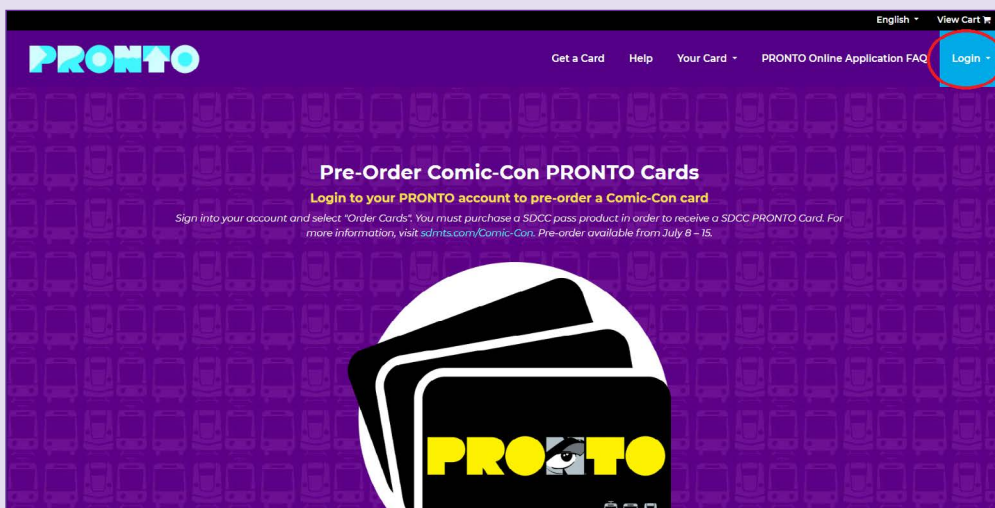 English View Cart
PRONTO
Get a Card Help Your Card PRONTO Online Application FAQ Login
Pre-Order Comic-Con PRONTO Cards
Login to your PRONTO account to pre-order a Comic-Con card
Sign into your account and select "Order Cards". You must purchase a SDCC pass product in order to receive a SDCC PRONTO Card. For
more information, visit sdmts.com/Comic-Con. Pre-order available from July 8 – 15.
PRONTO